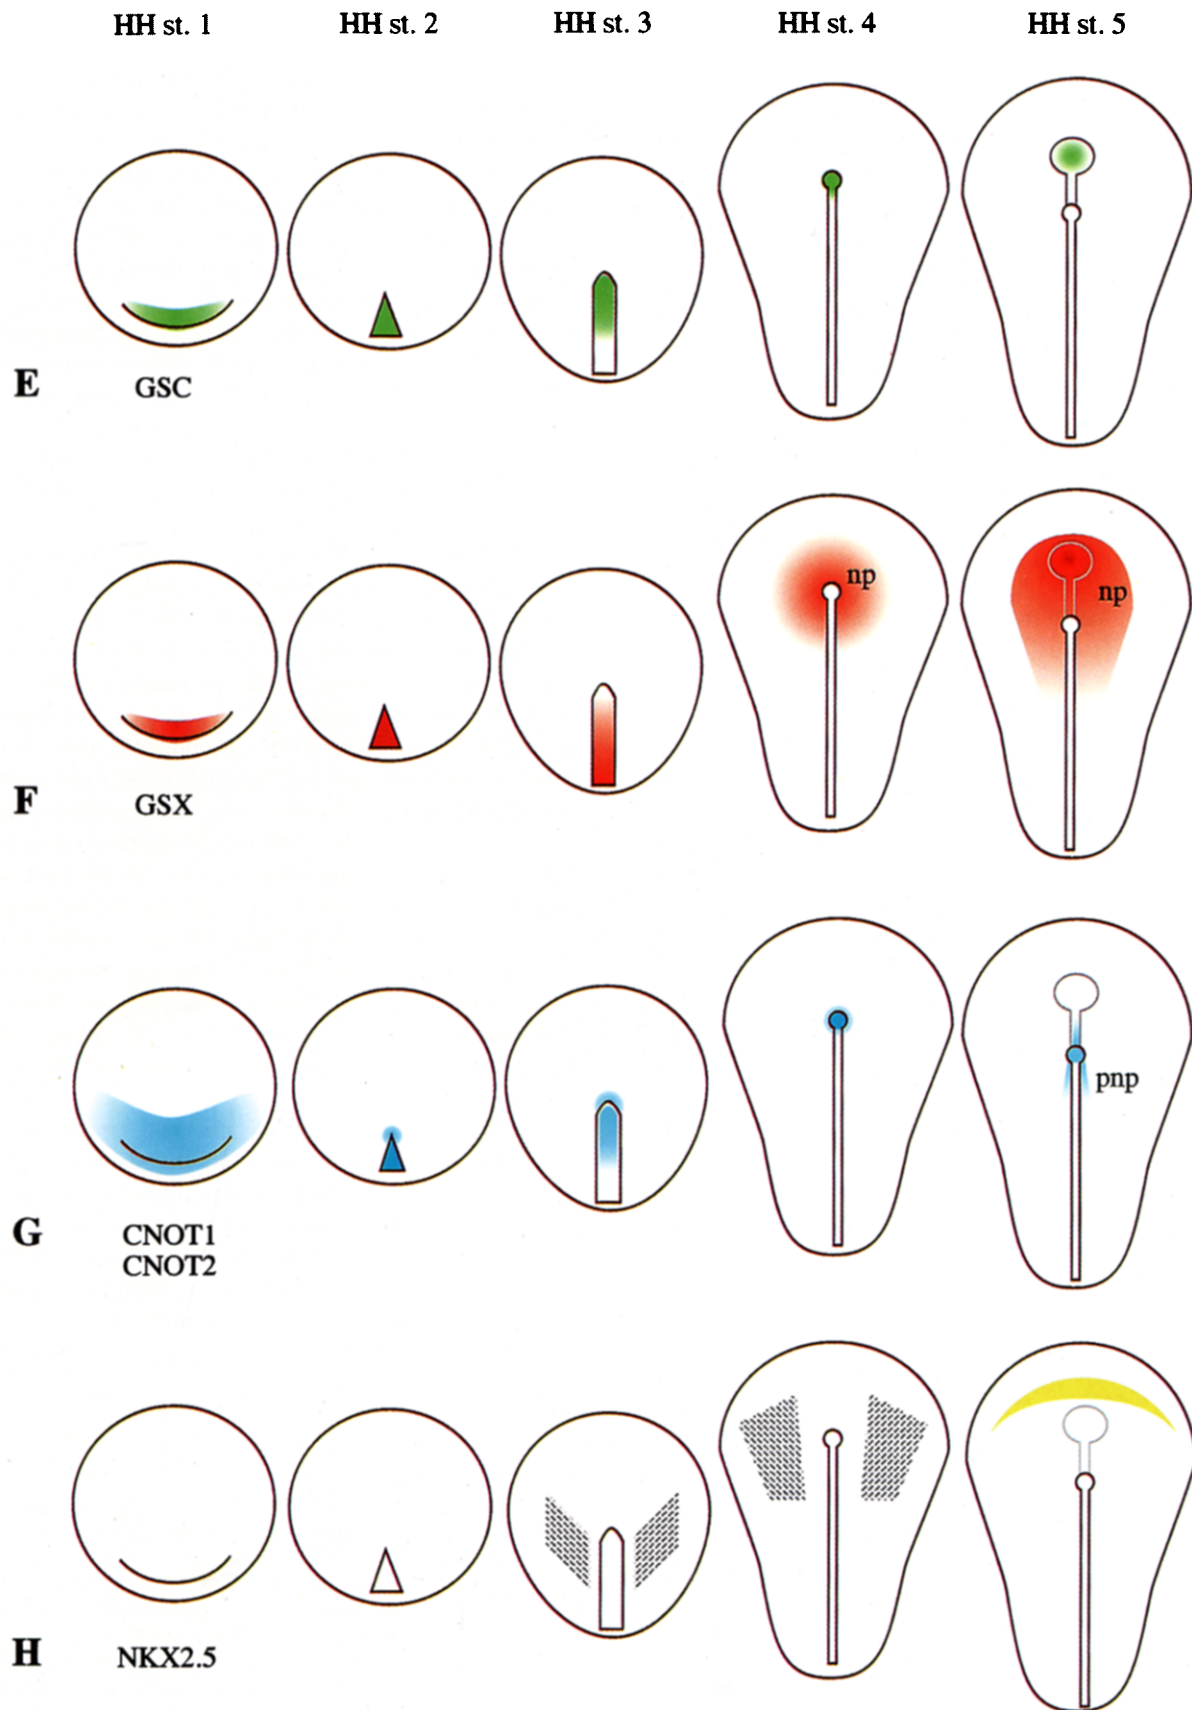 HH st. 1 HH st. 2 HH st. 3 HH st. 4 HH st. 5
E GSC
np np
F GSX
pnp
G CNOT1
CNOT2
H NKX2.5